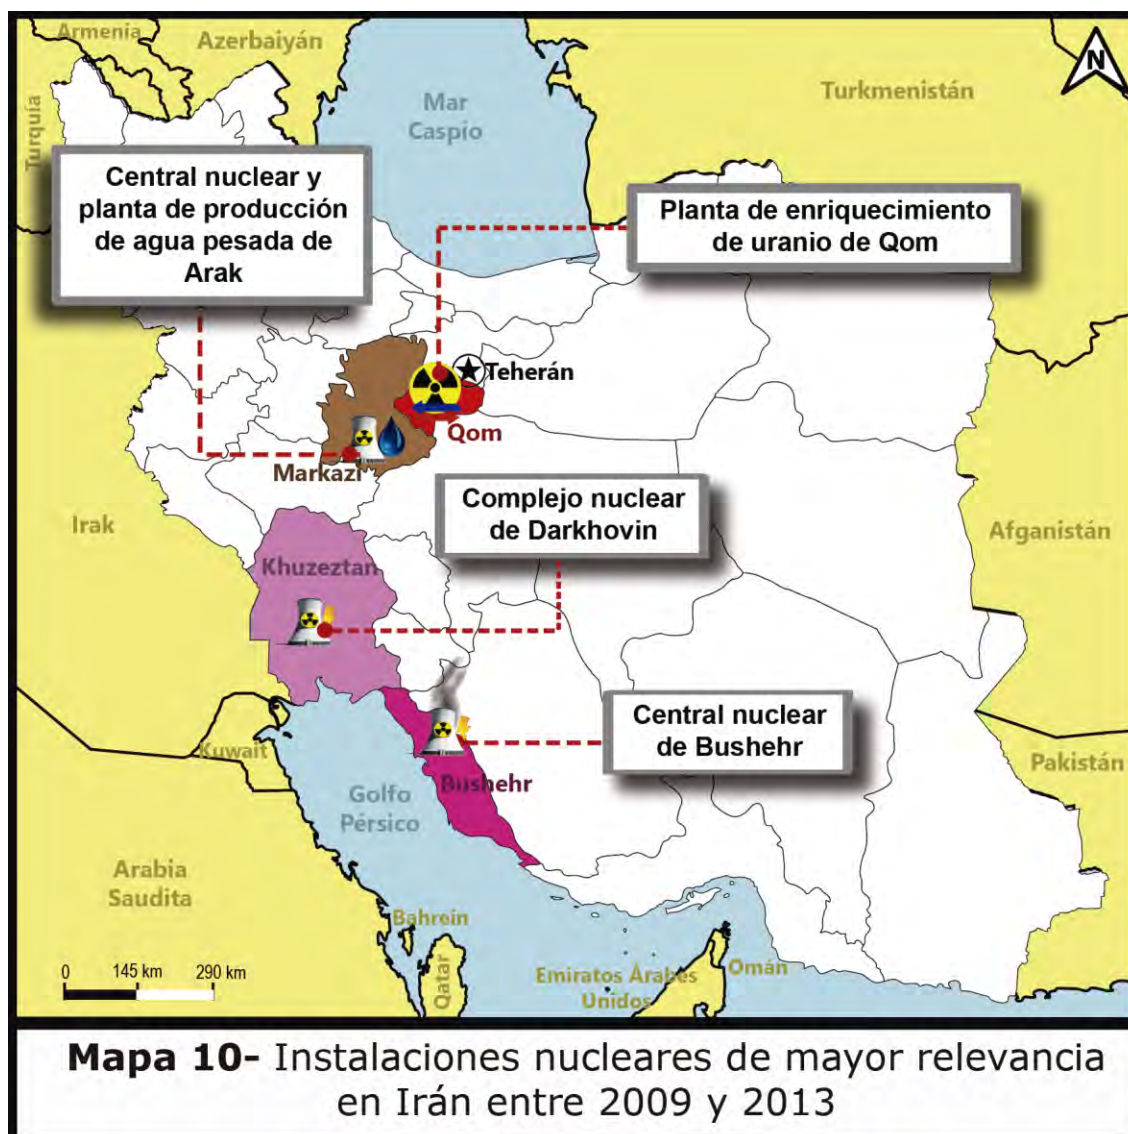 Armenia
Azerbaiyán
Turquía
Mar
Caspio
Turkmenistán
N
Central nuclear y
planta de producción
de agua pesada de
Arak
Planta de enriquecimiento
de uranio de Qom
Teherán
Qom
Markazi
Complejo nuclear
de Darkhovin
Irak
Afganistán
Khuzeztan
Central nuclear
de Bushehr
Kuwait
Bushehr
Pakistán
Golfo
Pérsico
Arabia
Saudita
Bahrein
Qatar
Emiratos Árabes
Unidos
Omán
0 145 km 290 km
Mapa 10- Instalaciones nucleares de mayor relevancia
en Irán entre 2009 y 2013